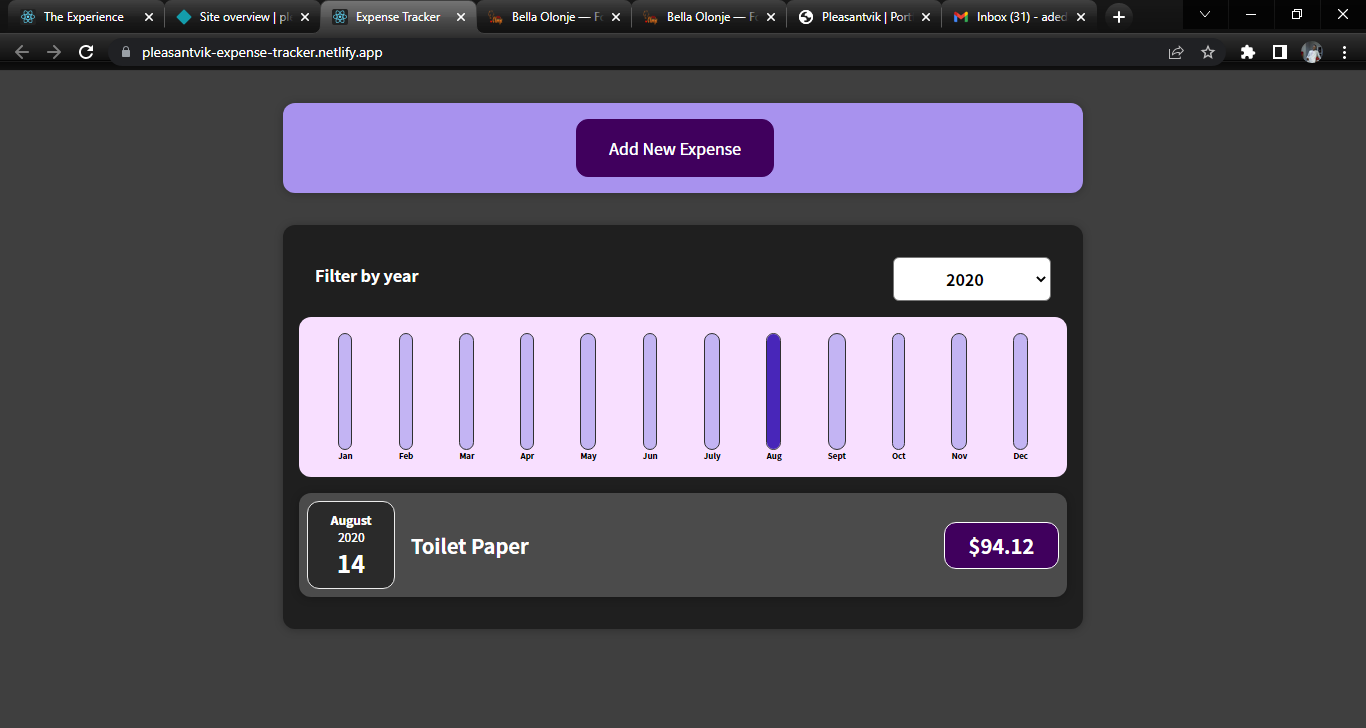 The Experience
Site overview | pl
Expense Tracker
Bella Olonje — F
Bella Olonje — F
Pleasantvik | Port
Inbox (31) - aded
pleasantvik-expense-tracker.netlify.app
Add New Expense
Filter by year
2020
Jan Feb Mar Apr May Jun July Aug Sept Oct Nov Dec
August
2020
14
Toilet Paper
$94.12